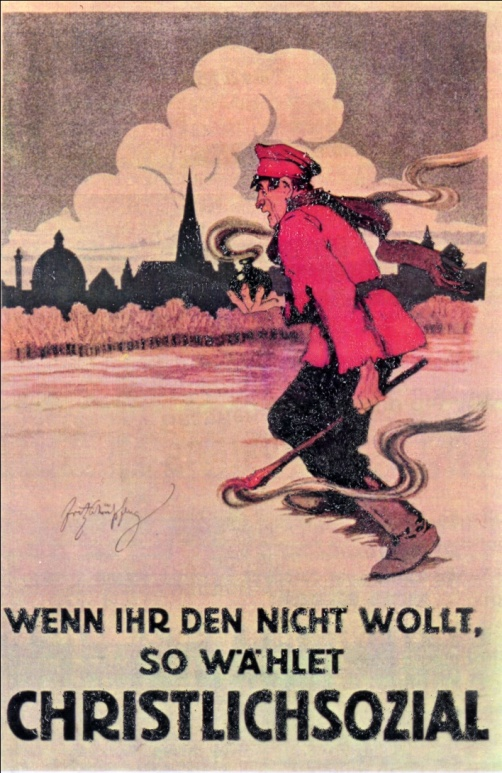 WENN IHR DEN NICHT WOLLT,
SO WÄHLET
CHRISTLICHSOZIAL